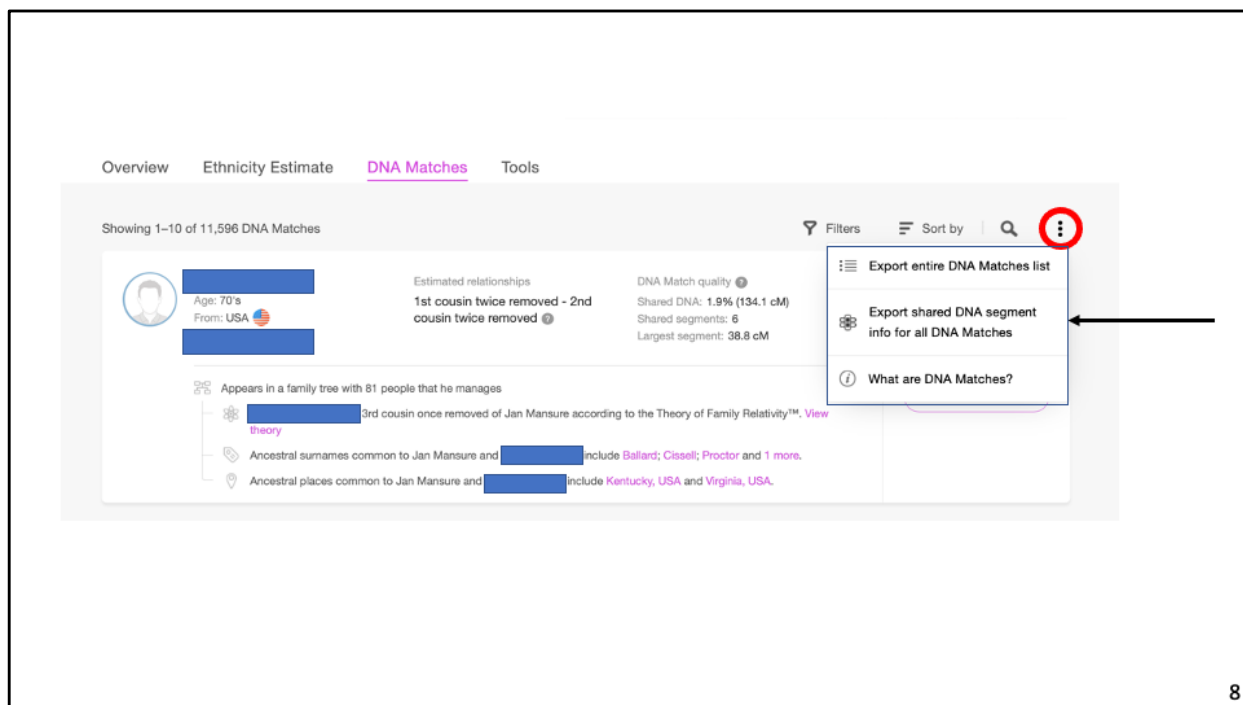 Overview Ethnicity Estimate DNA Matches Tools
Showing 1–10 of 11,596 DNA Matches
Filters Sort by
Export entire DNA Matches list
Export shared DNA segment
info for all DNA Matches
What are DNA Matches?
Age: 70's
From: USA
Estimated relationships
1st cousin twice removed - 2nd
cousin twice removed ?
DNA Match quality ?
Shared DNA: 1.9% (134.1 cM)
Shared segments: 6
Largest segment: 38.8 cM
Appears in a family tree with 81 people that he manages
3rd cousin once removed of Jan Mansure according to the Theory of Family Relativity™. View
theory
Ancestral surnames common to Jan Mansure and include Ballard; Cissell; Proctor and 1 more.
Ancestral places common to Jan Mansure and include Kentucky, USA and Virginia, USA.
8